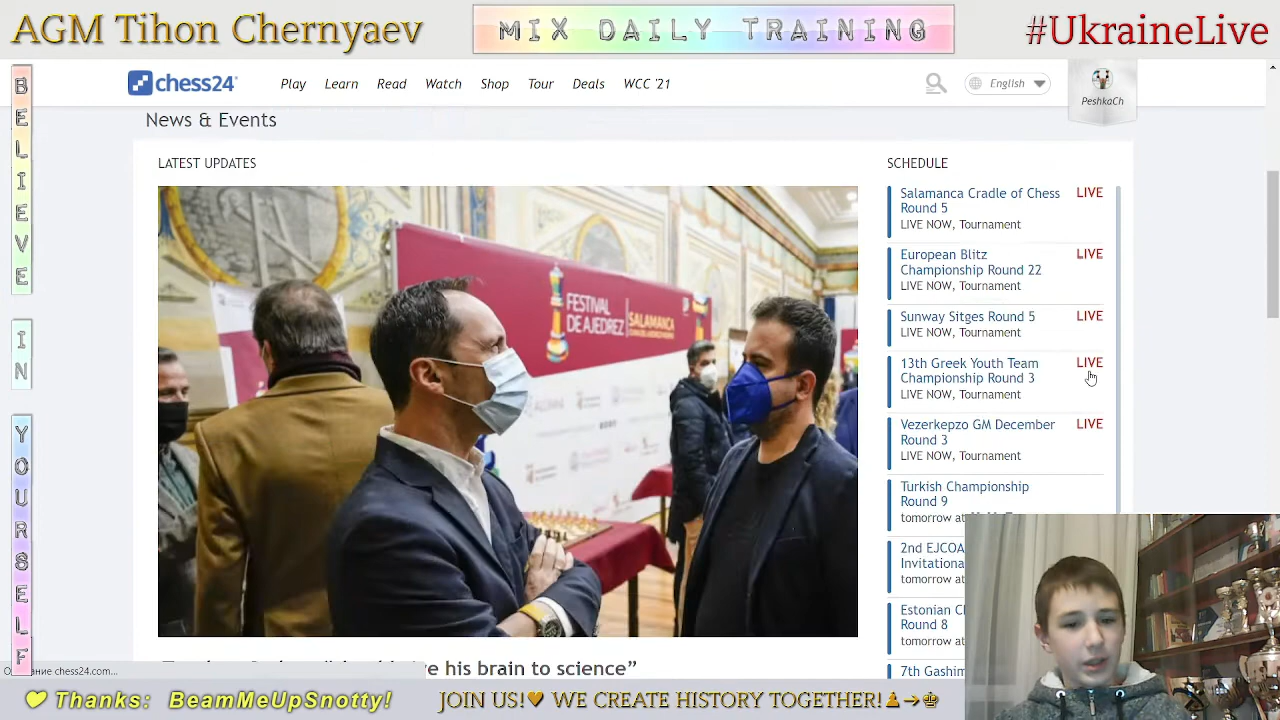 AGM Tihon Chernyaev
MIX DAILY TRAINING
#UkraineLive
BELIEVE
IN
YOURSELF
chess24
Play Learn Read Watch Shop Tour Deals WCC '21
English
PeshkaCh
News & Events
LATEST UPDATES
FESTIVAL
DE AJEDREZ
SALAMANCA
SCHEDULE
Salamanca Cradle of Chess LIVE
Round 5
LIVE NOW, Tournament
European Blitz LIVE
Championship Round 22
LIVE NOW, Tournament
Sunway Sitges Round 5 LIVE
LIVE NOW, Tournament
13th Greek Youth Team LIVE
Championship Round 3
LIVE NOW, Tournament
Vezerkepzo GM December LIVE
Round 3
LIVE NOW, Tournament
Turkish Championship
Round 9
tomorrow at
2nd EJCOA
Invitational
tomorrow at
Estonian
Round 8
tomorrow at
7th Gashim
his brain to science”
chess24.com...
Thanks: BeamMeUpSnotty!
JOIN US! WE CREATE HISTORY TOGETHER!